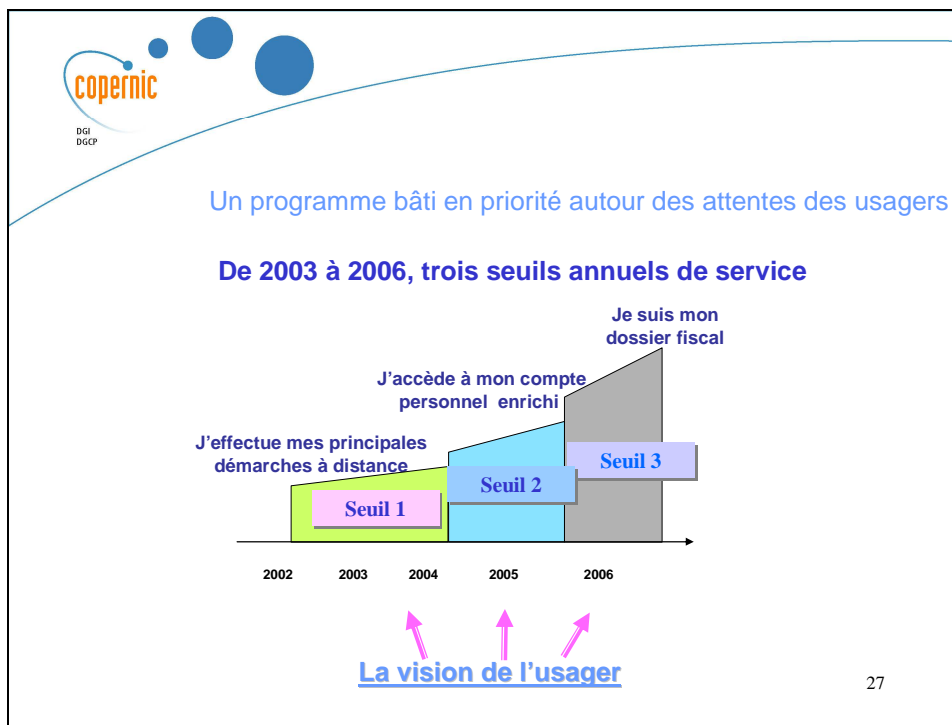 copernic
DGI
DGCP
Un programme bâti en priorité autour des attentes des usagers
De 2003 à 2006, trois seuils annuels de service
Je suis mon
dossier fiscal
J'accède à mon compte
personnel enrichi
J'effectue mes principales
démarches à distance
Seuil 1
Seuil 2
Seuil 3
2002 2003 2004 2005 2006
La vision de l'usager
27